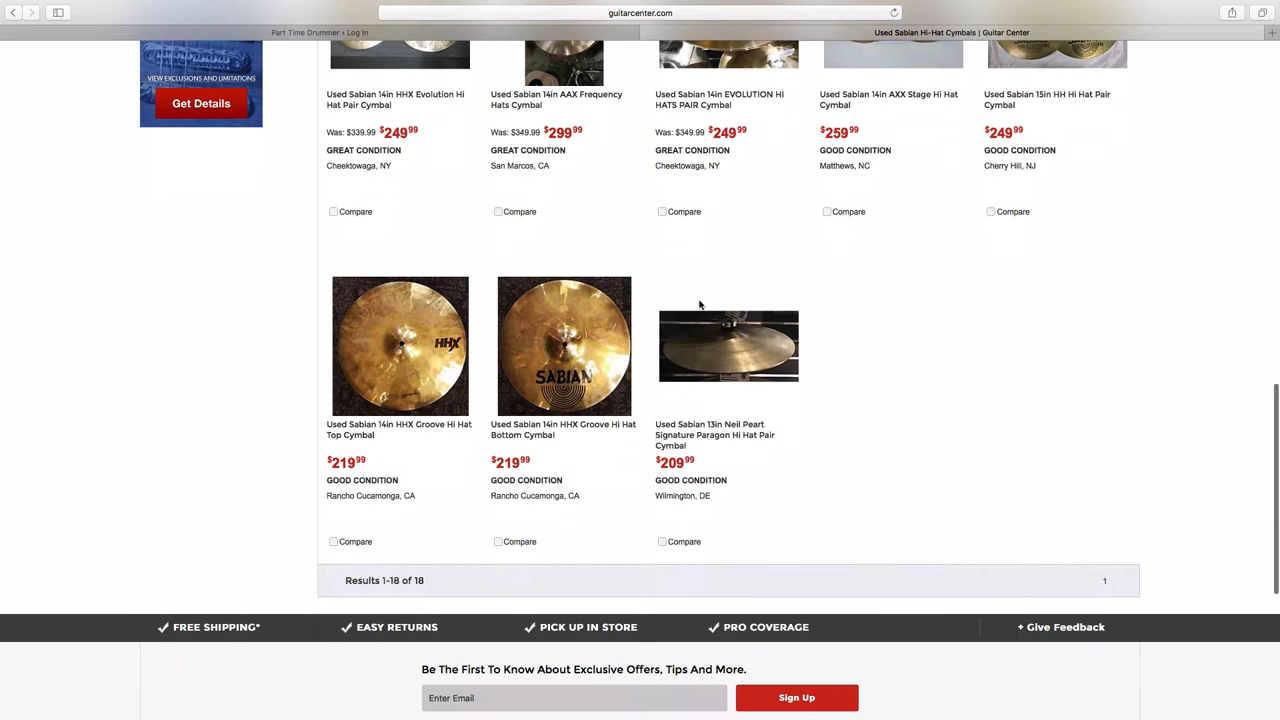 guitarcenter.com
Part Time Drummer ‹ Log In
Used Sabian Hi-Hat Cymbals | Guitar Center
VIEW EXCLUSIONS AND LIMITATIONS
Get Details
Used Sabian 14in HHX Evolution Hi
Hat Pair Cymbal
Was: $339.99 $249.99
GREAT CONDITION
Cheektowaga, NY
Compare
Used Sabian 14in AAX Frequency
Hats Cymbal
Was: $349.99 $299.99
GREAT CONDITION
San Marcos, CA
Compare
Used Sabian 14in EVOLUTION HI
HATS PAIR Cymbal
Was: $349.99 $249.99
GREAT CONDITION
Cheektowaga, NY
Compare
Used Sabian 14in AXX Stage Hi Hat
Cymbal
$259.99
GOOD CONDITION
Matthews, NC
Compare
Used Sabian 15in HH Hi Hat Pair
Cymbal
$249.99
GOOD CONDITION
Cherry Hill, NJ
Compare
HHX
Used Sabian 14in HHX Groove Hi Hat
Top Cymbal
$219.99
GOOD CONDITION
Rancho Cucamonga, CA
Compare
SABIAN
Used Sabian 14in HHX Groove Hi Hat
Bottom Cymbal
$219.99
GOOD CONDITION
Rancho Cucamonga, CA
Compare
Used Sabian 13in Neil Peart
Signature Paragon Hi Hat Pair
Cymbal
$209.99
GOOD CONDITION
Wilmington, DE
Compare
Results 1-18 of 18
1
FREE SHIPPING*
EASY RETURNS
PICK UP IN STORE
PRO COVERAGE
+ Give Feedback
Be The First To Know About Exclusive Offers, Tips And More.
Enter Email
Sign Up